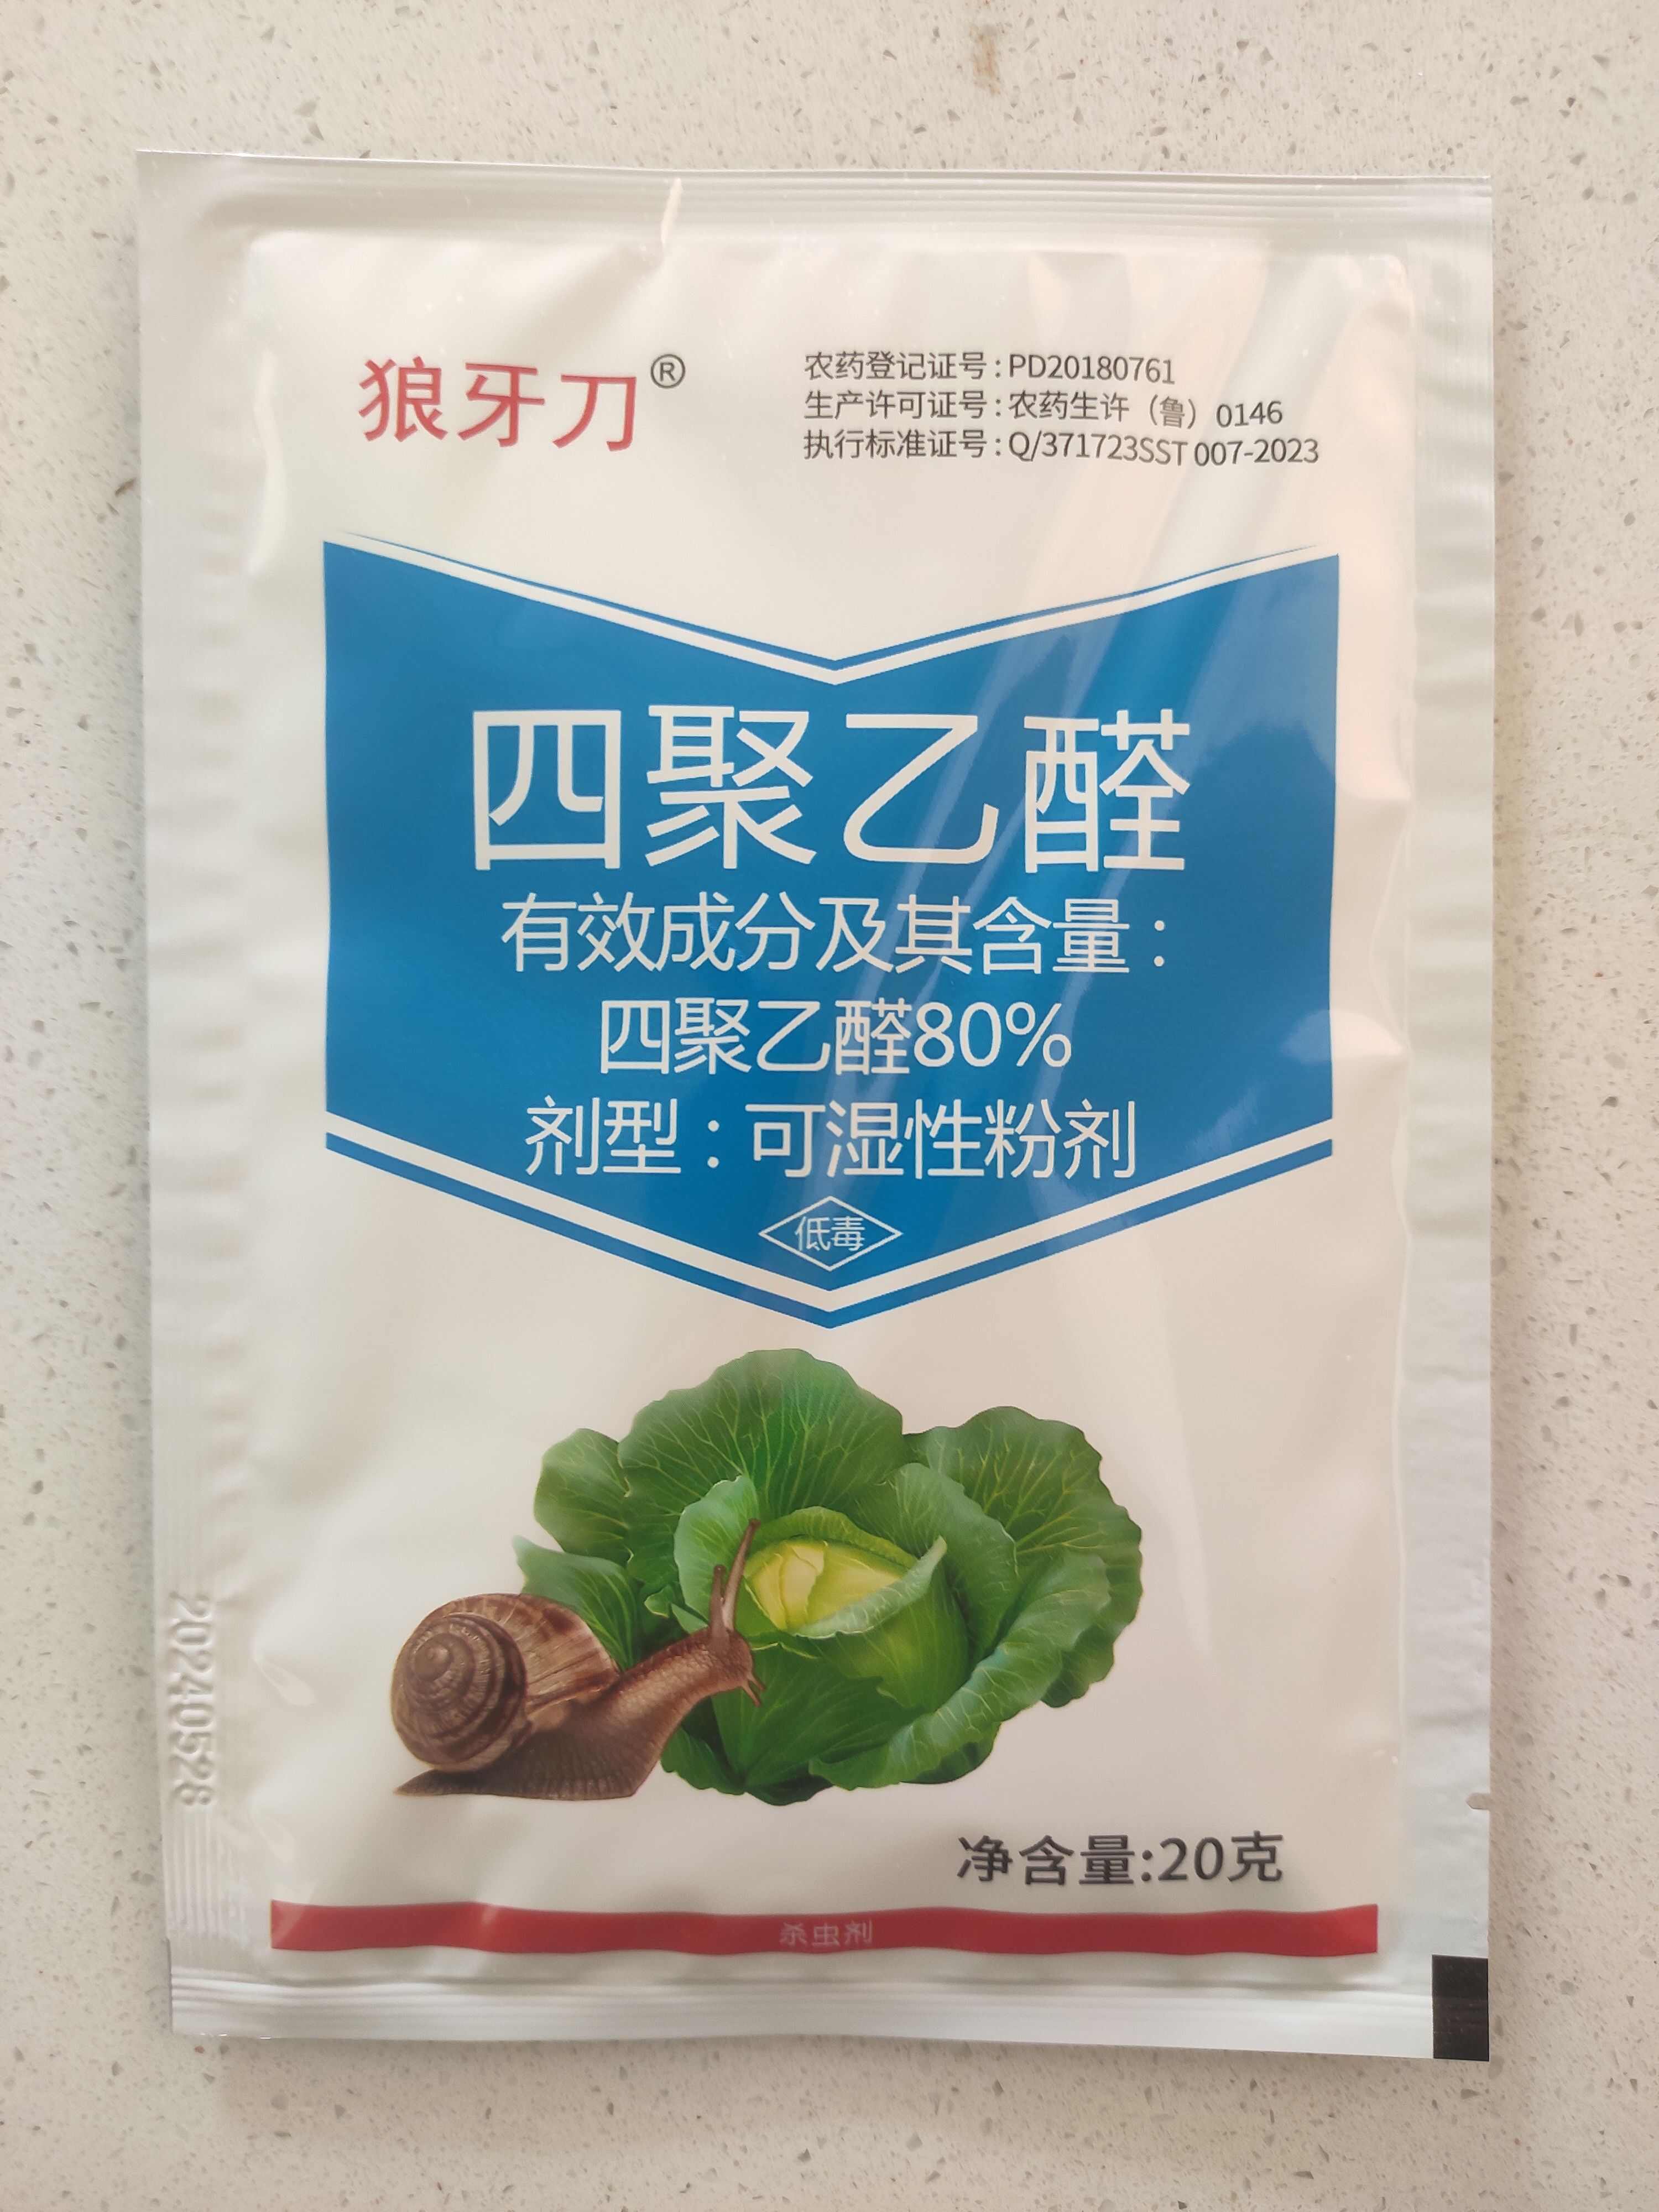 狼牙刀®
农药登记证号:PD20180761
生产许可证号:农药生许（鲁）0146
执行标准证号:Q/371723SST 007-2023
四聚乙醛
有效成分及其含量:
四聚乙醛80%
剂型:可湿性粉剂
低毒
20240528
净含量:20克
杀虫剂